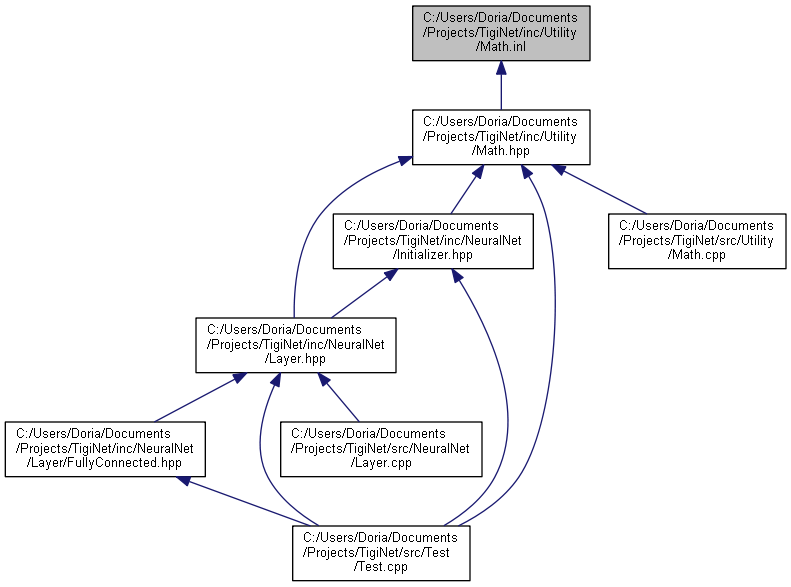 C:/Users/Doria/Documents
/Projects/TigiNet/inc/Utility
/Math.inl
C:/Users/Doria/Documents
/Projects/TigiNet/inc/Utility
/Math.hpp
C:/Users/Doria/Documents
/Projects/TigiNet/inc/NeuralNet
/Initializer.hpp
C:/Users/Doria/Documents
/Projects/TigiNet/src/Utility
/Math.cpp
C:/Users/Doria/Documents
/Projects/TigiNet/inc/NeuralNet
/Layer.hpp
C:/Users/Doria/Documents
/Projects/TigiNet/inc/NeuralNet
/Layer/FullyConnected.hpp
C:/Users/Doria/Documents
/Projects/TigiNet/src/NeuralNet
/Layer.cpp
C:/Users/Doria/Documents
/Projects/TigiNet/src/Test
/Test.cpp